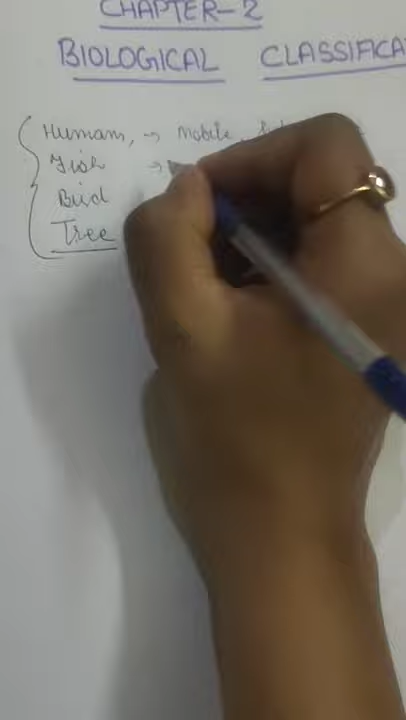 CHAPTER-2
BIOLOGICAL CLASSIFICA
Human, → Mobile,
Fish →
Bird
Tree